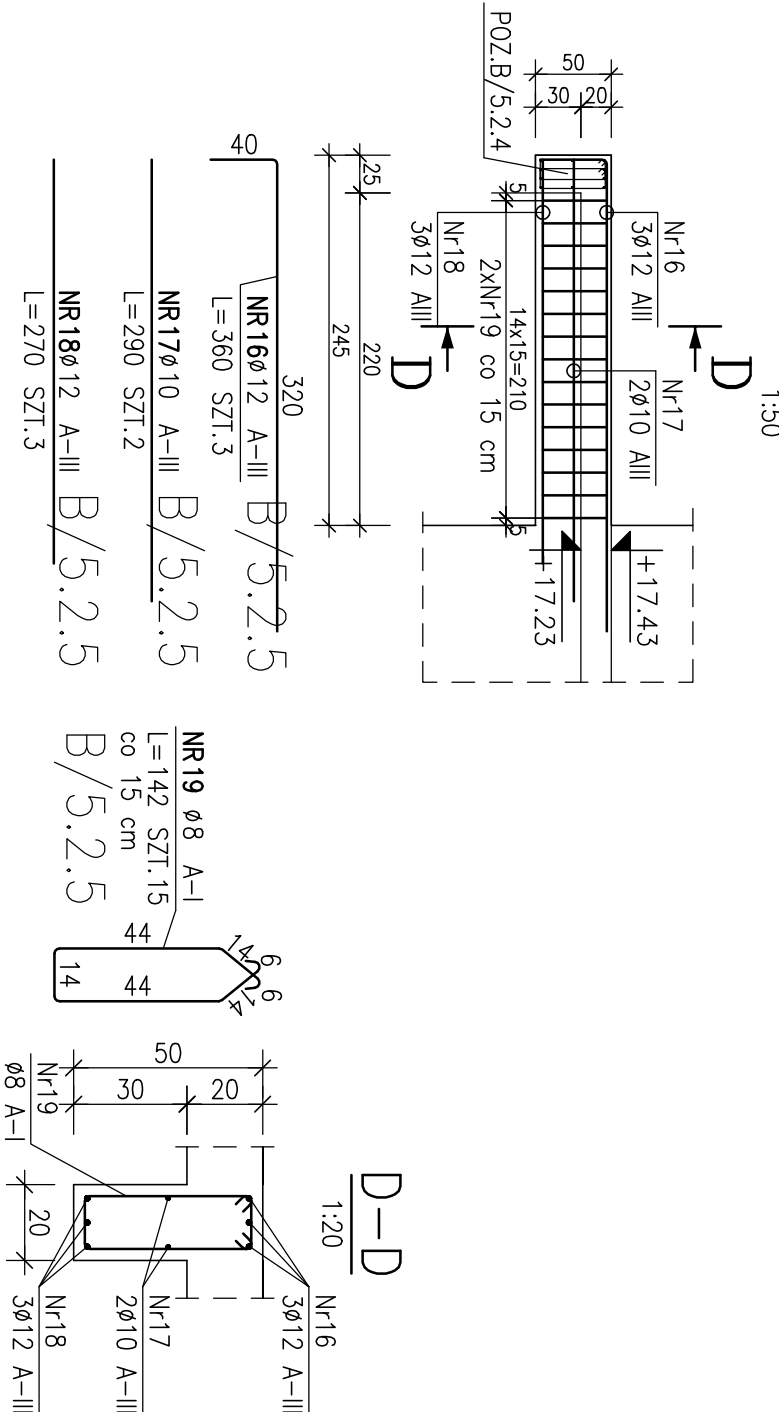 1:50
D
D
POZ.B/5.2.4
50
30
20
Nr16
3ø12 AIII
Nr18
3ø12 AIII
Nr17
2ø10 AIII
+17.43
+17.23
5
14x15=210
5
2xNr19 co 15 cm
25
220
245
40
320
NR16ø12 A-III
L=360 SZT.3
B/5.2.5
NR17ø10 A-III
L=290 SZT.2
B/5.2.5
NR18ø12 A-III
L=270 SZT.3
B/5.2.5
NR19 ø8 A-I
L=142 SZT.15
co 15 cm
B/5.2.5
44
44
14
14
14
6
6
D-D
1:20
50
30
20
20
Nr19
ø8 A-I
Nr16
3ø12 A-III
Nr17
2ø10 A-III
Nr18
3ø12 A-III